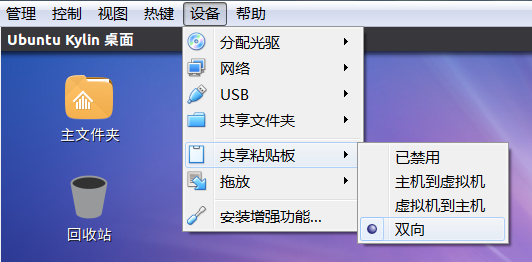 管理 控制 视图 热键 设备 帮助
Ubuntu Kylin 桌面
分配光驱
网络
USB
共享文件夹
共享粘贴板
拖放
安装增强功能...
已禁用
主机到虚拟机
虚拟机到主机
双向
主文件夹
回收站